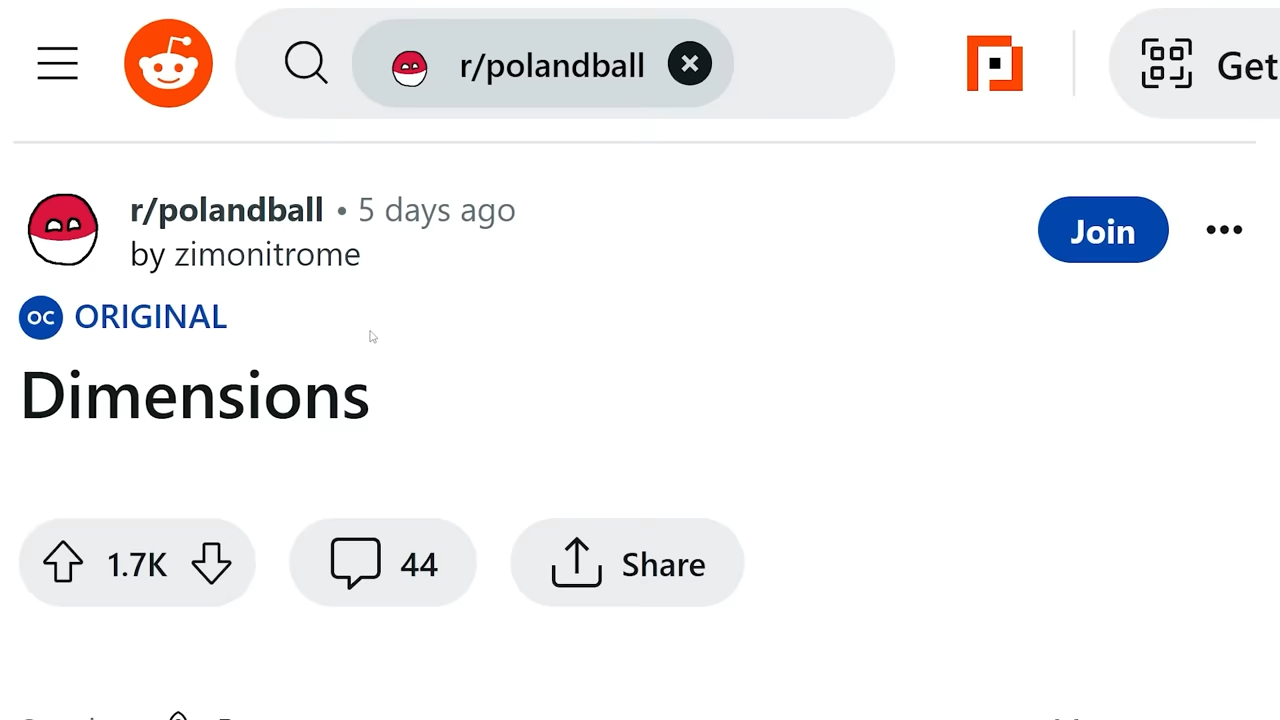 r/polandball
Get
r/polandball • 5 days ago
by zimonitrome
Join
OC ORIGINAL
Dimensions
1.7K
44
Share